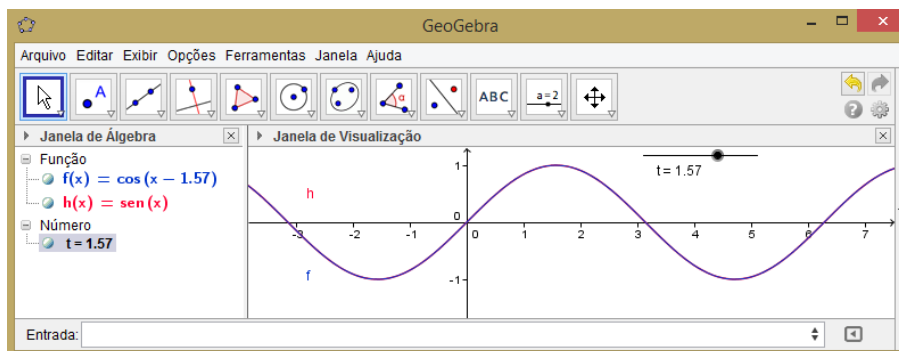 GeoGebra
Arquivo Editar Exibir Opções Ferramentas Janela Ajuda
A
α
ABC
a=2
Janela de Álgebra
Janela de Visualização
Função
f(x) = cos (x − 1.57)
h(x) = sen (x)
Número
t = 1.57
h
f
t = 1.57
1
0
-1
-3 -2 -1 0 1 2 3 4 5 6 7
Entrada: